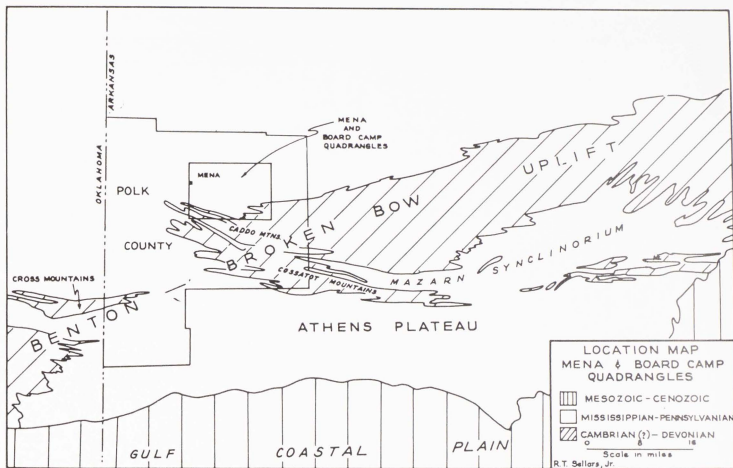 OKLAHOMA
ARKANSAS
MENA
AND
BOARD CAMP
QUADRANGLES
MENA
POLK
COUNTY
CADDO MTNS.
BENTON
BROKEN BOW UPLIFT
COSSATOT MOUNTAINS
MAZARN SYNCLINORIUM
CROSS MOUNTAINS
ATHENS PLATEAU
GULF COASTAL PLAIN
LOCATION MAP
MENA & BOARD CAMP
QUADRANGLES
MESOZOIC - CENOZOIC
MISSISSIPPIAN-PENNSYLVANIAN
CAMBRIAN (?) - DEVONIAN
0 8 16
Scale in miles
R.T. Sellars, Jr.